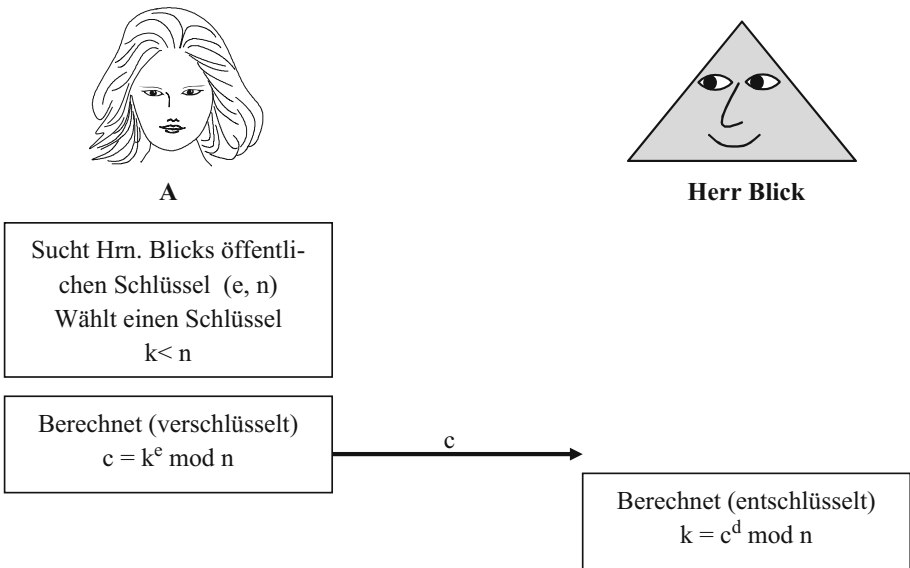 A
Herr Blick
Sucht Hrn. Blicks öffentli-
chen Schlüssel (e, n)
Wählt einen Schlüssel
k< n
Berechnet (verschlüsselt)
c = k^e mod n
c
Berechnet (entschlüsselt)
k = c^d mod n